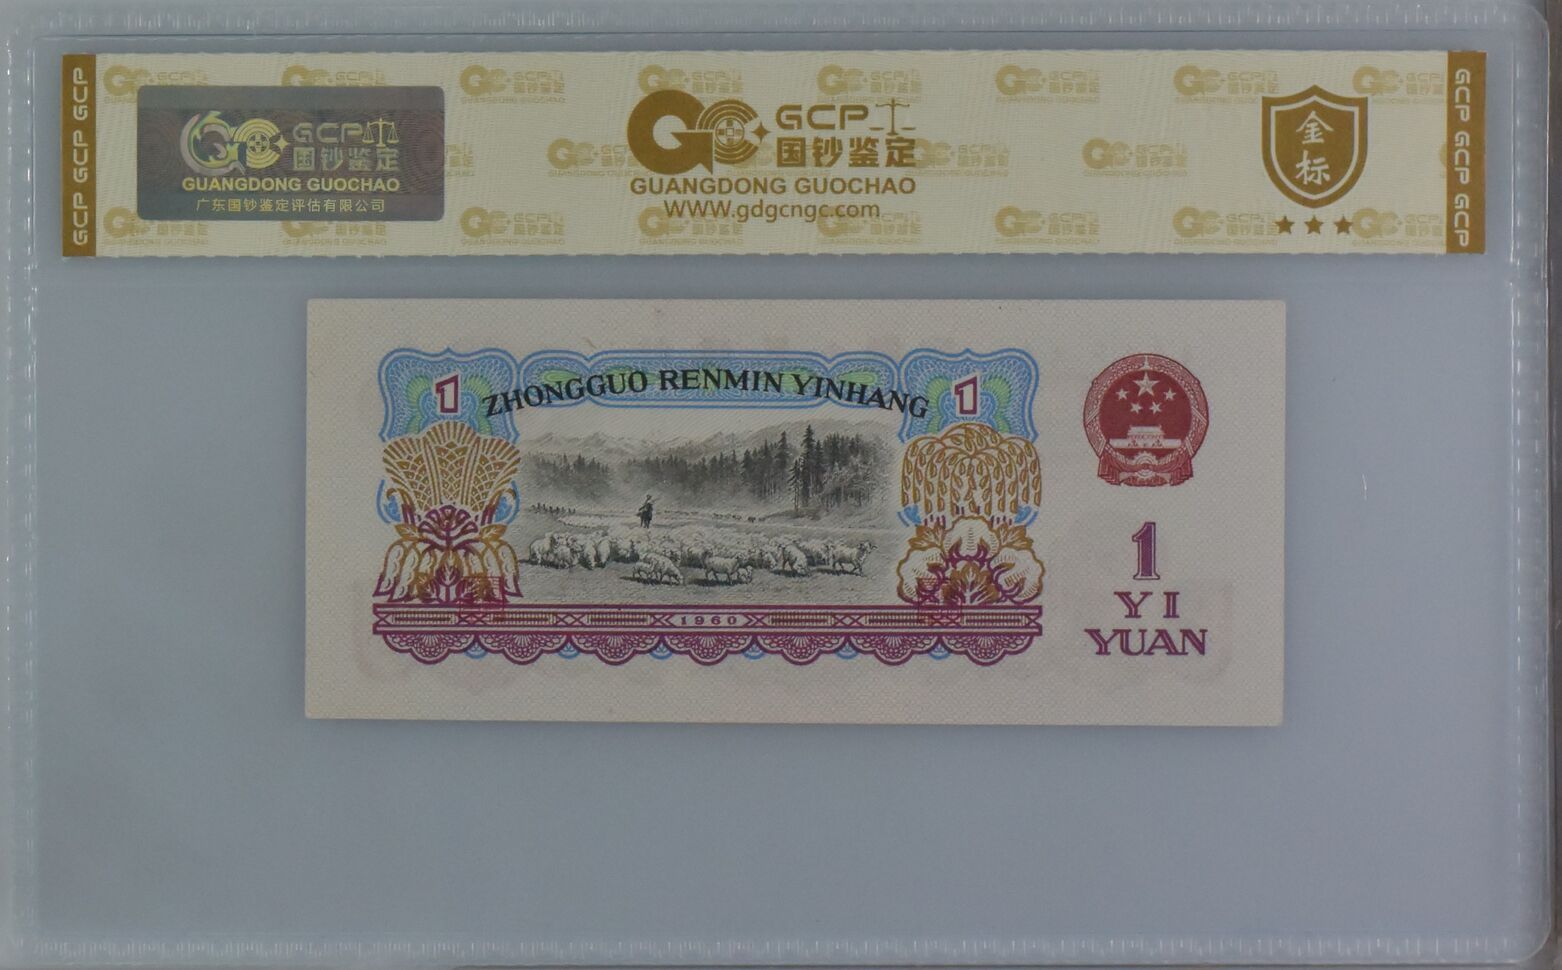 GCP GCP GCP
GCP
国钞鉴定
GUANGDONG GUOCHAO
广东国钞鉴定评估有限公司
GCP
国钞鉴定
GUANGDONG GUOCHAO
WWW.gdgcngc.com
金
标
GCP GCP GCP
1
ZHONGGUO RENMIN YINHANG
1
1960
1
YI
YUAN